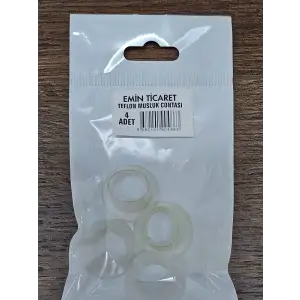 EMİN TİCARET
TEFLON MUSLUK CONTASI
4
ADET